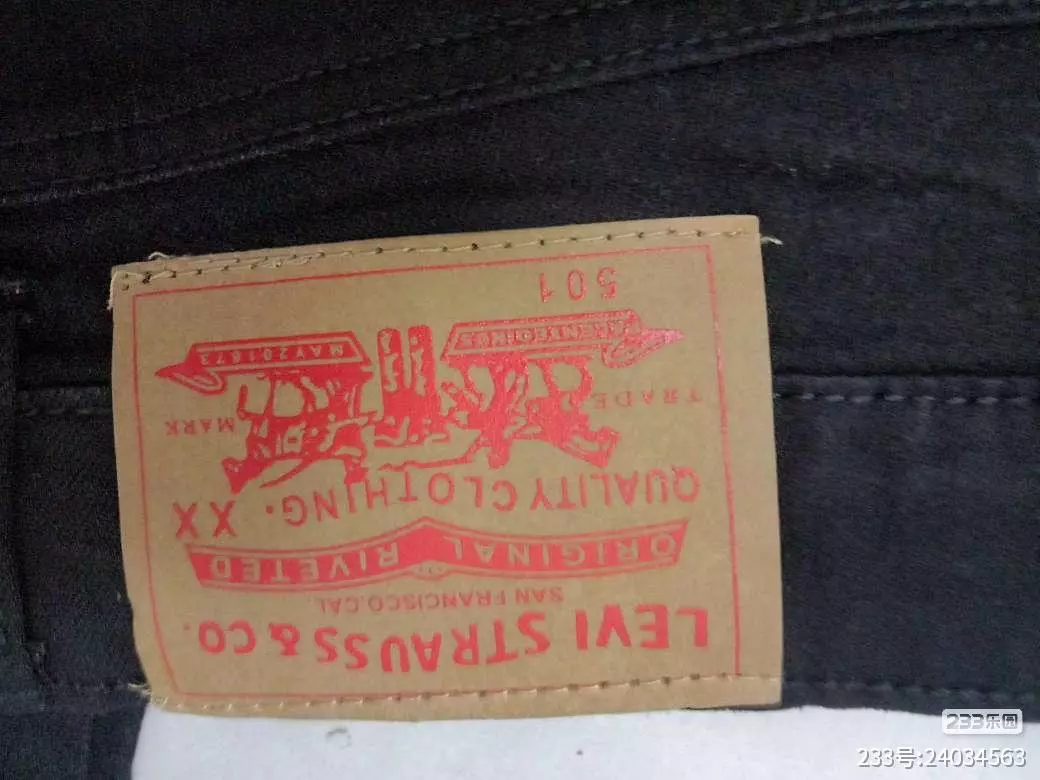 LEVI STRAUSS & CO.
SAN FRANCISCO.CAL.
ORIGINAL RIVETED
QUALITY CLOTHING. XX
TRADE MARK
MAY201873
501
233乐园
233号:24034563